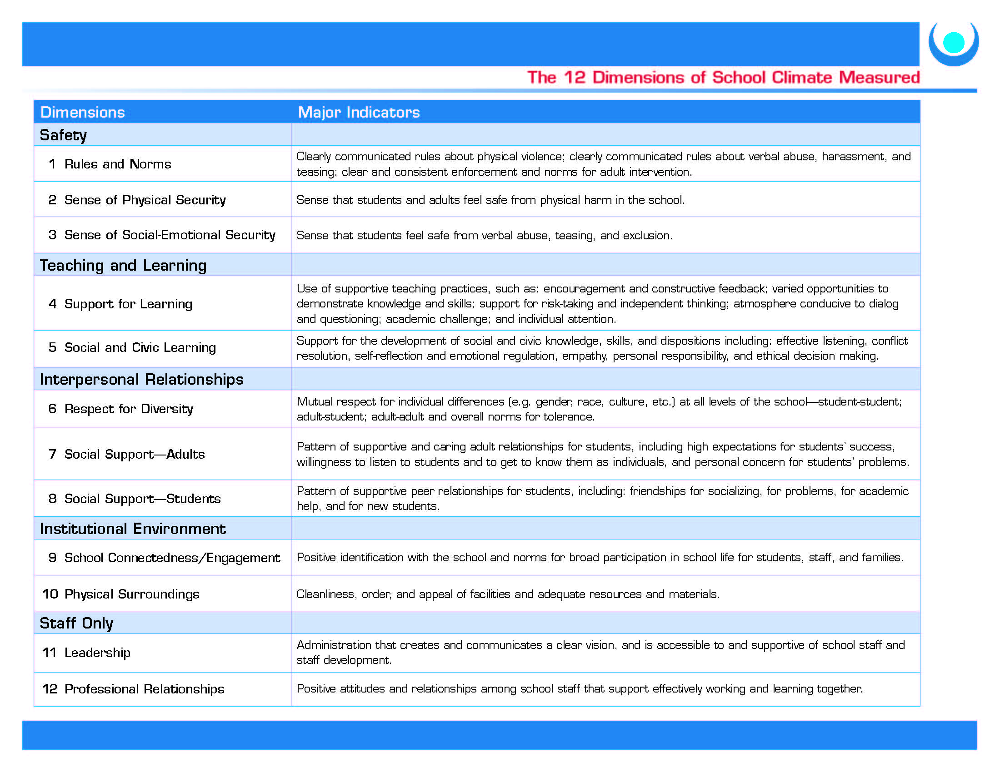 The 12 Dimensions of School Climate Measured
Dimensions Major Indicators
Safety
1 Rules and Norms
Clearly communicated rules about physical violence; clearly communicated rules about verbal abuse, harassment, and
teasing; clear and consistent enforcement and norms for adult intervention.
2 Sense of Physical Security
Sense that students and adults feel safe from physical harm in the school.
3 Sense of Social-Emotional Security
Sense that students feel safe from verbal abuse, teasing, and exclusion.
Teaching and Learning
4 Support for Learning
Use of supportive teaching practices, such as: encouragement and constructive feedback; varied opportunities to
demonstrate knowledge and skills; support for risk-taking and independent thinking; atmosphere conducive to dialog
and questioning; academic challenge; and individual attention.
5 Social and Civic Learning
Support for the development of social and civic knowledge, skills, and dispositions including: effective listening, conflict
resolution, self-reflection and emotional regulation, empathy, personal responsibility, and ethical decision making.
Interpersonal Relationships
6 Respect for Diversity
Mutual respect for individual differences (e.g. gender, race, culture, etc.) at all levels of the school—student-student;
adult-student; adult-adult and overall norms for tolerance.
7 Social Support—Adults
Pattern of supportive and caring adult relationships for students, including high expectations for students' success,
willingness to listen to students and to get to know them as individuals, and personal concern for students' problems.
8 Social Support—Students
Pattern of supportive peer relationships for students, including: friendships for socializing, for problems, for academic
help, and for new students.
Institutional Environment
9 School Connectedness/Engagement
Positive identification with the school and norms for broad participation in school life for students, staff, and families.
10 Physical Surroundings
Cleanliness, order, and appeal of facilities and adequate resources and materials.
Staff Only
11 Leadership
Administration that creates and communicates a clear vision, and is accessible to and supportive of school staff and
staff development.
12 Professional Relationships
Positive attitudes and relationships among school staff that support effectively working and learning together.